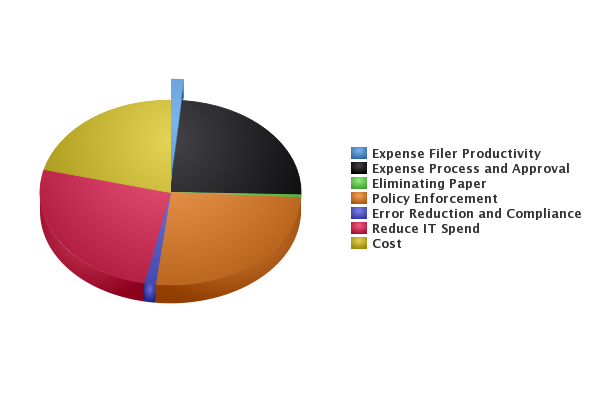 Expense Filer Productivity
Expense Process and Approval
Eliminating Paper
Policy Enforcement
Error Reduction and Compliance
Reduce IT Spend
Cost